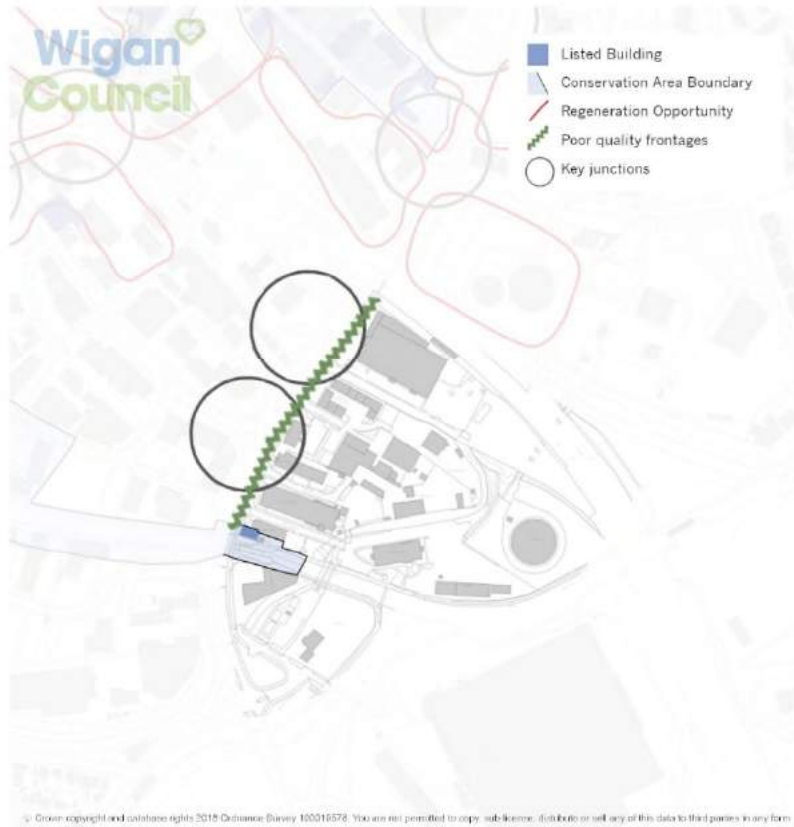 Wigan
Council
Listed Building
Conservation Area Boundary
Regeneration Opportunity
Poor quality frontages
Key junctions
© Crown copyright and database rights 2018 Ordnance Survey 100019578. You are not permitted to copy, sub-license, distribute or sell any of this data to third parties in any form